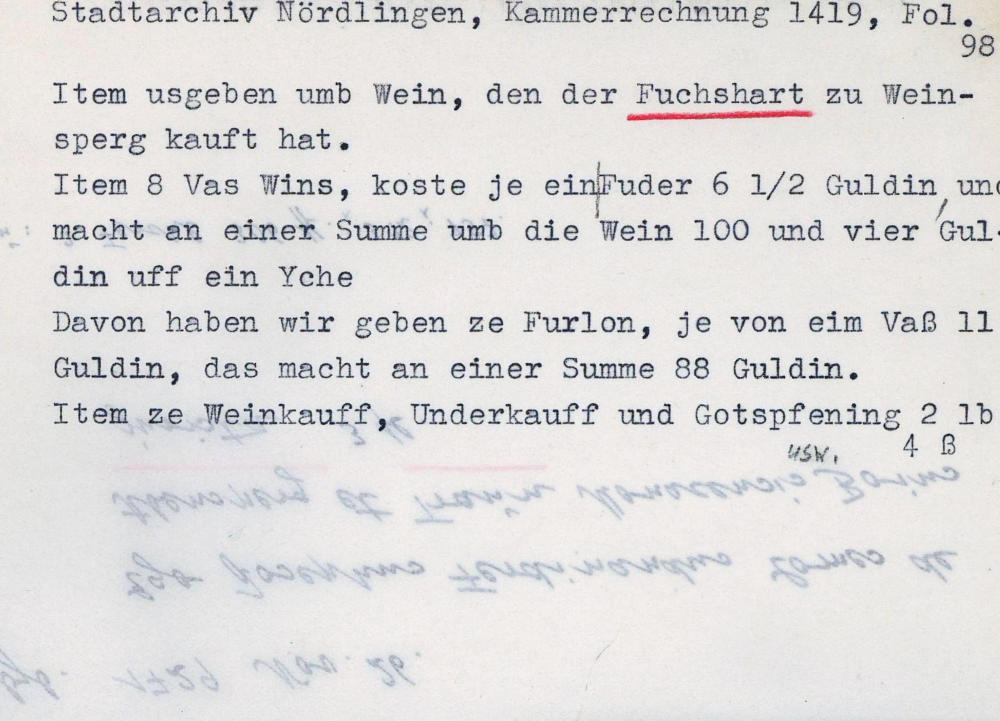 Stadtarchiv Nördlingen, Kammerrechnung 1419, Fol.
98
Item usgeben umb Wein, den der Fuchshart zu Wein-
sperg kauft hat.
Item 8 Vas Wins, koste je ein Fuder 6 1/2 Guldin und
macht an einer Summe umb die Wein 100 und vier Gul-
din uff ein Yche
Davon haben wir geben ze Furlon, je von eim Vaß 11
Guldin, das macht an einer Summe 88 Guldin.
Item ze Weinkauff, Underkauff und Gotspfening 2 lb
usw. 4 ß
1729 Nov. 26.